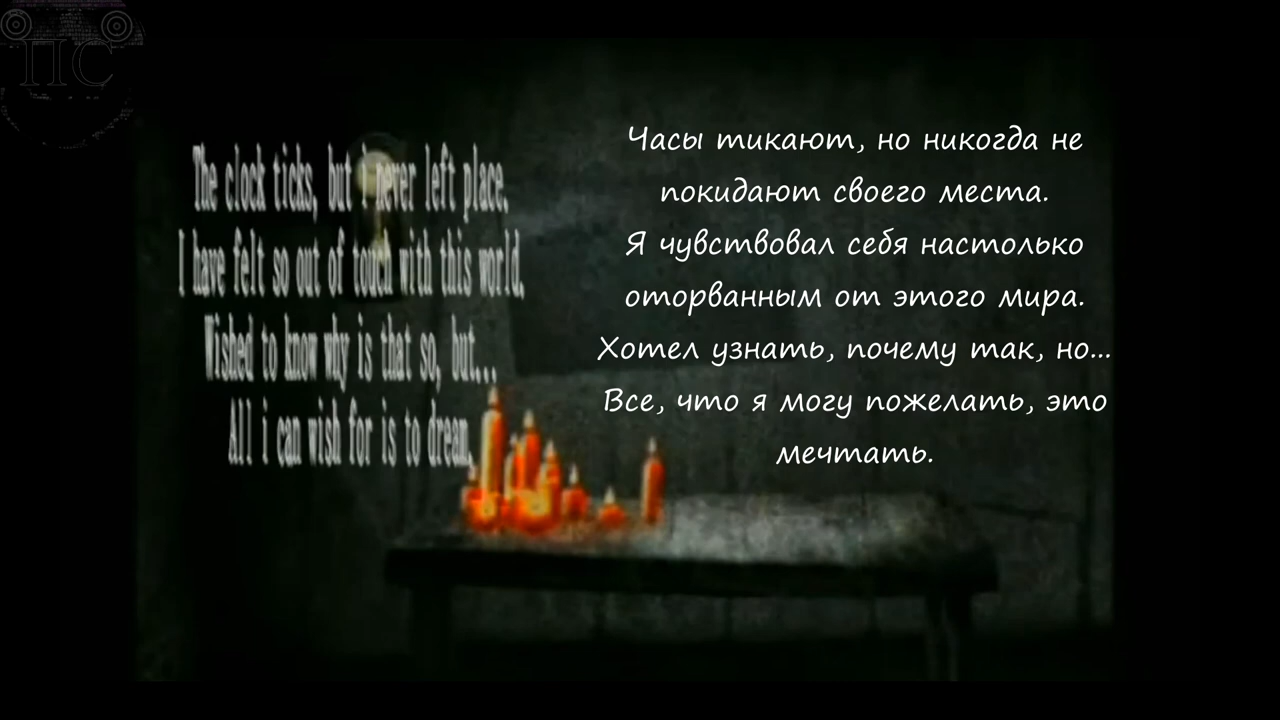 ПС
The clock ticks, but i never left place,
I have felt so out of touch with this world,
Wished to know why is that so, but...
All i can wish for is to dream,
Часы тикают, но никогда не
покидают своего места.
Я чувствовал себя настолько
оторванным от этого мира.
Хотел узнать, почему так, но...
Все, что я могу пожелать, это
мечтать.